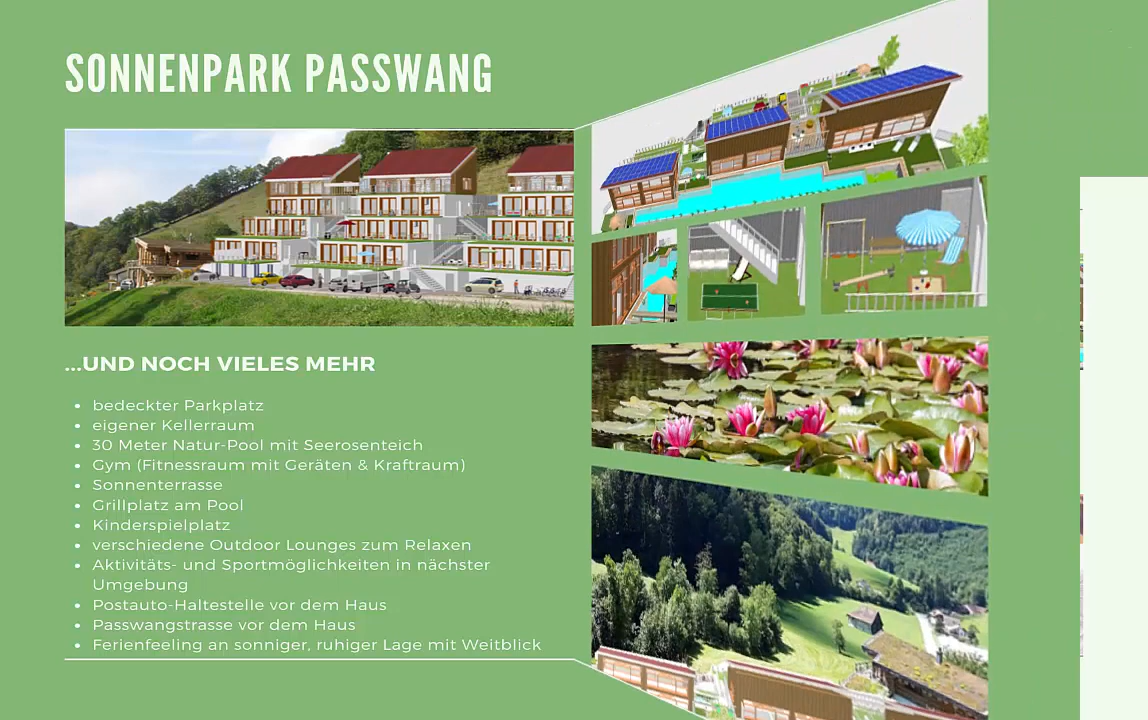 SONNENPARK PASSWANG
...UND NOCH VIELES MEHR
• bedeckter Parkplatz
• eigener Kellerraum
• 30 Meter Natur-Pool mit Seerosenteich
• Gym (Fitnessraum mit Geräten & Kraftraum)
• Sonnenterrasse
• Grillplatz am Pool
• Kinderspielplatz
• verschiedene Outdoor Lounges zum Relaxen
• Aktivitäts- und Sportmöglichkeiten in nächster
Umgebung
• Postauto-Haltestelle vor dem Haus
• Passwangstrasse vor dem Haus
• Ferienfeeling an sonniger, ruhiger Lage mit Weitblick